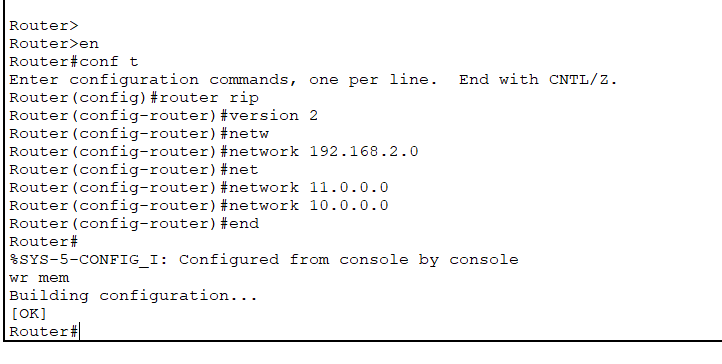 Router>
Router>en
Router#conf t
Enter configuration commands, one per line.  End with CNTL/Z.
Router(config)#router rip
Router(config-router)#version 2
Router(config-router)#netw
Router(config-router)#network 192.168.2.0
Router(config-router)#net
Router(config-router)#network 11.0.0.0
Router(config-router)#network 10.0.0.0
Router(config-router)#end
Router#
%SYS-5-CONFIG_I: Configured from console by console
wr mem
Building configuration...
[OK]
Router#